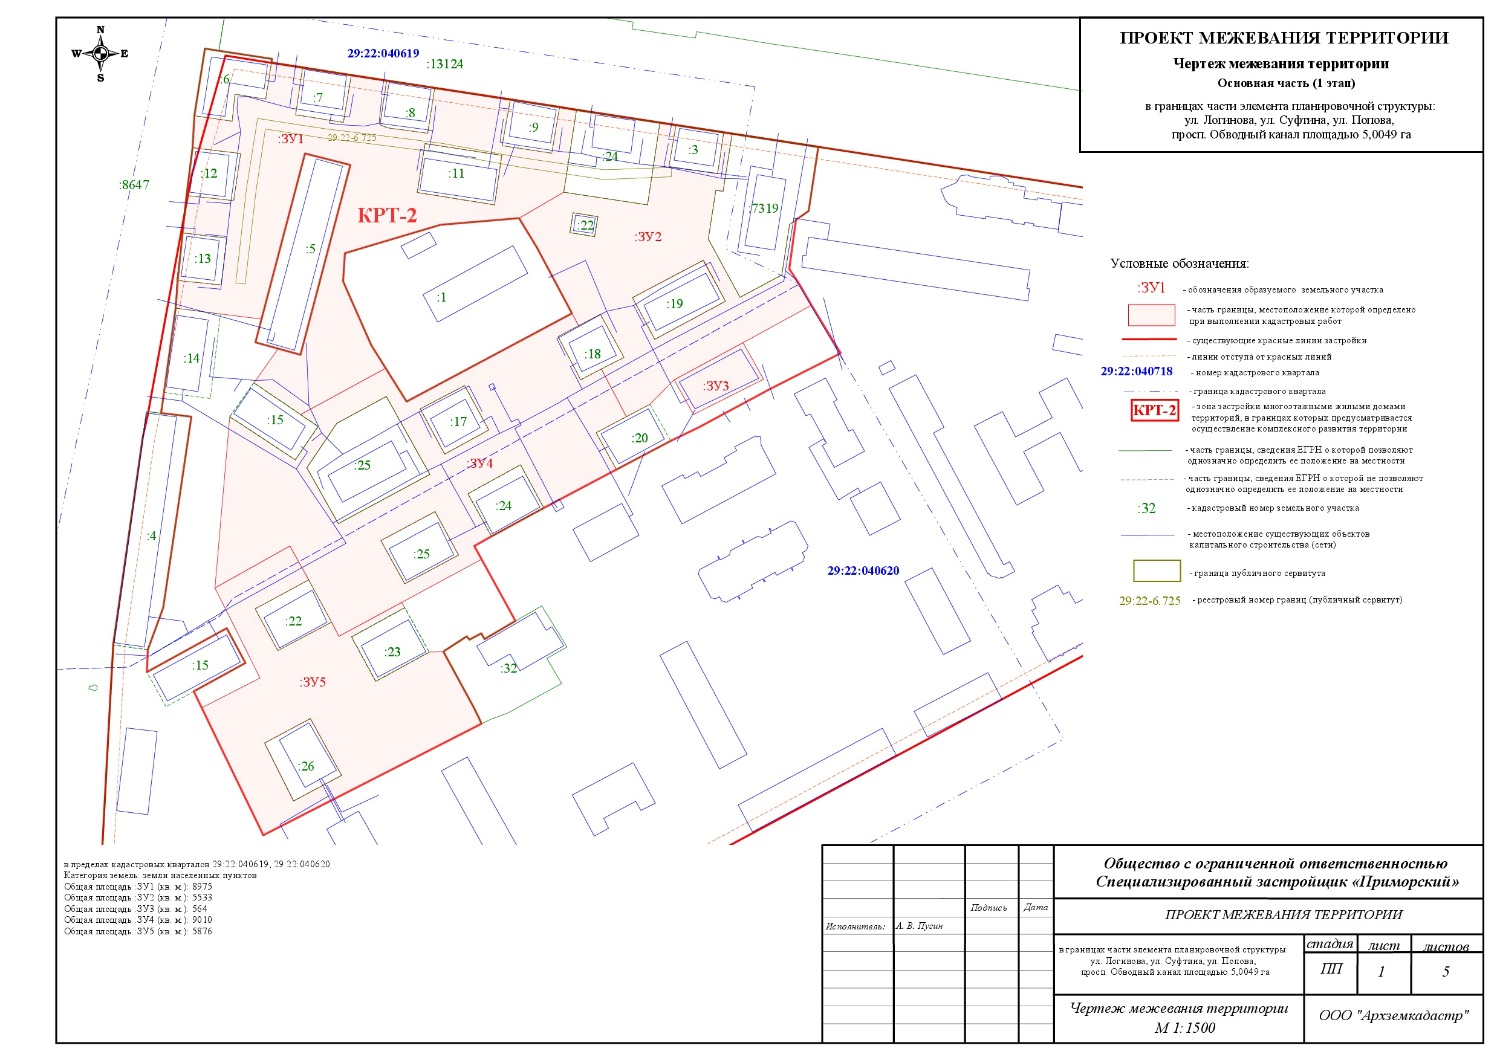 N
W E
S
29:22:040619
:13124
ПРОЕКТ МЕЖЕВАНИЯ ТЕРРИТОРИИ
Чертеж межевания территории
Основная часть (1 этап)
в границах части элемента планировочной структуры:
ул. Логинова, ул. Суфтина, ул. Попова,
просп. Обводный канал площадью 5,0049 га
:6
:7
:8
:9
:24
:3
:ЗУ1
29:22-6.725
:11
:12
:8647
КРТ-2
:7319
:22
:ЗУ2
:5
:13
:1
:19
:14
:18
:ЗУ3
:15
:17
:20
:25
:ЗУ4
:24
:4
:25
29:22:040620
:22
:23
:15
:32
:ЗУ5
:26
Условные обозначения:
:ЗУ1 - обозначения образуемого земельного участка
- часть границы, местоположение которой определено
при выполнении кадастровых работ
- существующие красные линии застройки
- линии отступа от красных линий
29:22:040718 - номер кадастрового квартала
- граница кадастрового квартала
КРТ-2 - зона застройки многоэтажными жилыми домами
территорий, в границах которых предусматривается
осуществление комплексного развития территории
- часть границы, сведения ЕГРН о которой позволяют
однозначно определить ее положение на местности
- часть границы, сведения ЕГРН о которой не позволяют
однозначно определить ее положение на местности
:32 - кадастровый номер земельного участка
- местоположение существующих объектов
капитального строительства (сети)
- граница публичного сервитута
29:22-6.725 - реестровый номер границ (публичный сервитут)
в пределах кадастровых кварталов 29:22:040619, 29:22:040620
Категория земель: земли населенных пунктов
Общая площадь :ЗУ1 (кв. м.): 8975
Общая площадь :ЗУ2 (кв. м.): 5533
Общая площадь :ЗУ3 (кв. м.): 564
Общая площадь :ЗУ4 (кв. м.): 9010
Общая площадь :ЗУ5 (кв. м.): 5876
Подпись Дата
Исполнитель: А. В. Пугин
Общество с ограниченной ответственностью
Специализированный застройщик «Приморский»
ПРОЕКТ МЕЖЕВАНИЯ ТЕРРИТОРИИ
в границах части элемента планировочной структуры
ул. Логинова, ул. Суфтина, ул. Попова,
просп. Обводный канал площадью 5,0049 га
стадия лист листов
ПП 1 5
Чертеж межевания территории
М 1:1500
ООО "Архземкадастр"